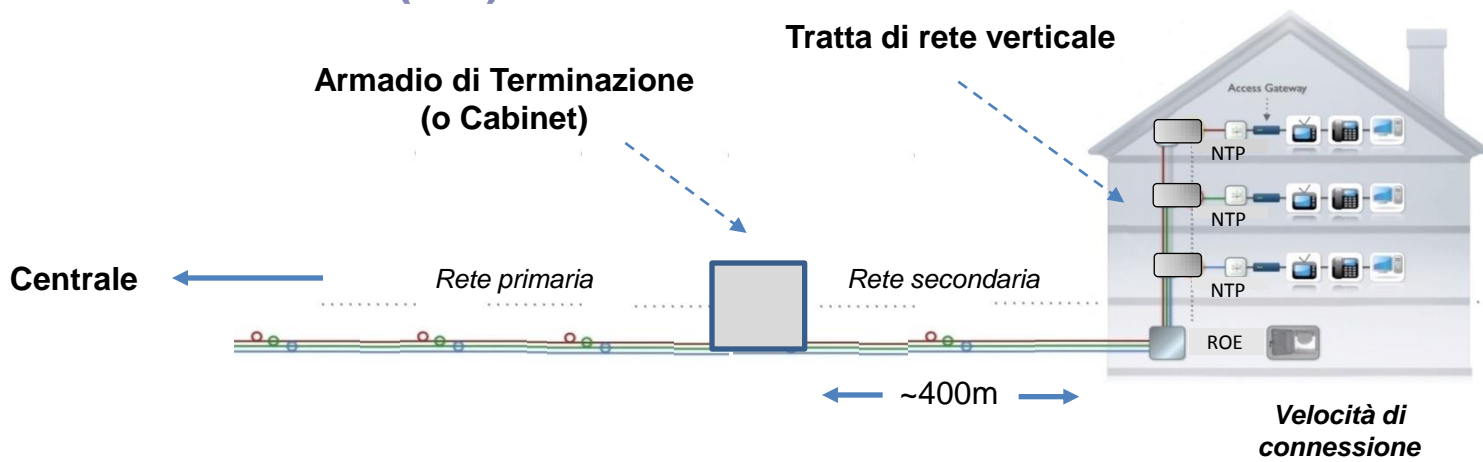 Tratta di rete verticale
Armadio di Terminazione
(o Cabinet)
Access Gateway
NTP
NTP
Centrale
Rete primaria
Rete secondaria
NTP
ROE
~400m
Velocità di
connessione